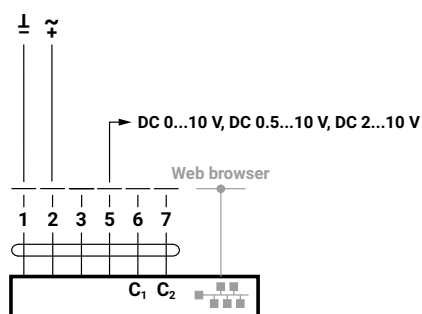 ⊥ ~
– +
DC 0...10 V, DC 0.5...10 V, DC 2...10 V
Web browser
1 2 3 5 6 7
C₁ C₂